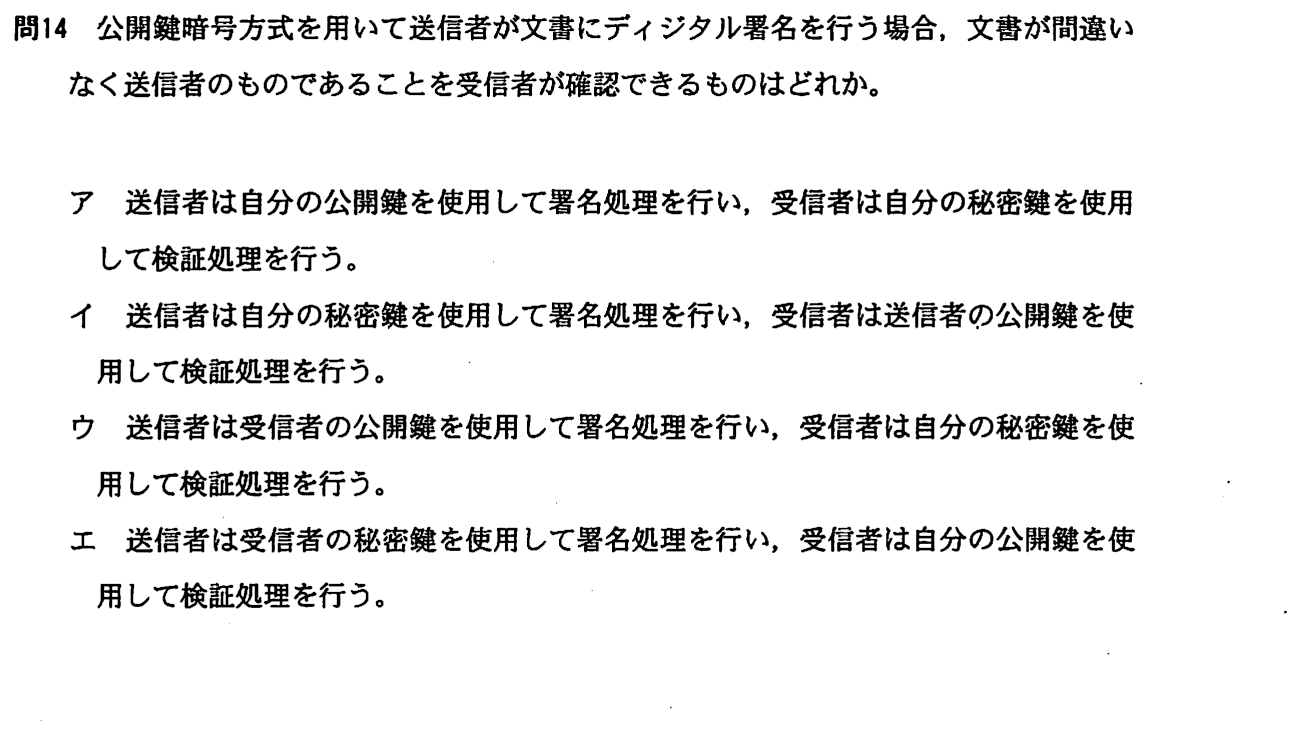 問14　公開鍵暗号方式を用いて送信者が文書にディジタル署名を行う場合，文書が間違い
なく送信者のものであることを受信者が確認できるものはどれか。
ア　送信者は自分の公開鍵を使用して署名処理を行い，受信者は自分の秘密鍵を使用
して検証処理を行う。
イ　送信者は自分の秘密鍵を使用して署名処理を行い，受信者は送信者の公開鍵を使
用して検証処理を行う。
ウ　送信者は受信者の公開鍵を使用して署名処理を行い，受信者は自分の秘密鍵を使
用して検証処理を行う。
エ　送信者は受信者の秘密鍵を使用して署名処理を行い，受信者は自分の公開鍵を使
用して検証処理を行う。